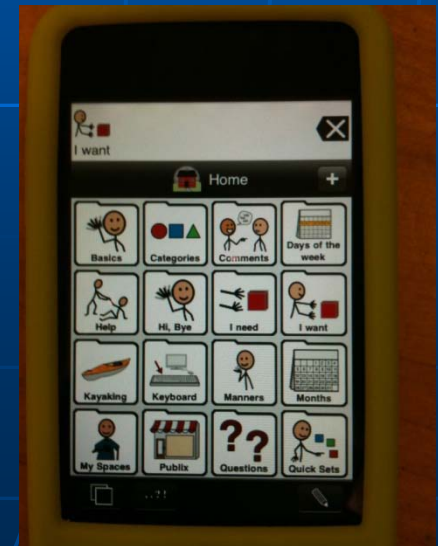 I want
Home
Basics
Categories
Comments
Days of the
week
Help
Hi, Bye
I need
I want
Kayaking
Keyboard
Manners
Months
My Spaces
Publix
Questions
Quick Sets